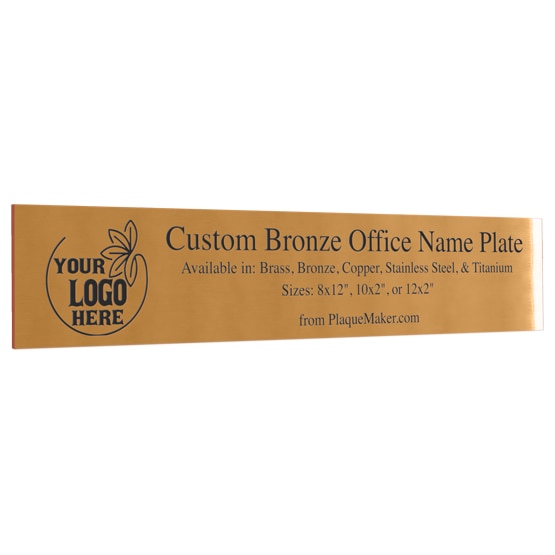 YOUR
LOGO
HERE
Custom Bronze Office Name Plate
Available in: Brass, Bronze, Copper, Stainless Steel, & Titanium
Sizes: 8x12", 10x2", or 12x2"
from PlaqueMaker.com